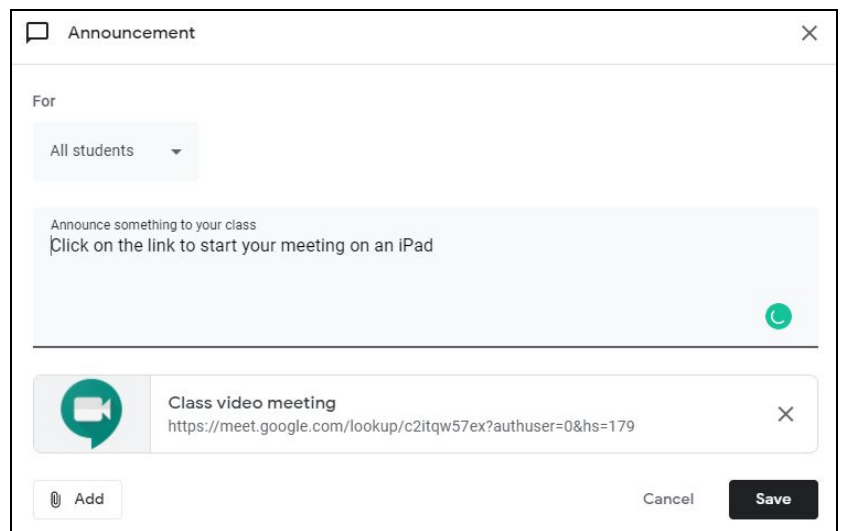 Announcement
For
All students
Announce something to your class
Click on the link to start your meeting on an iPad
Class video meeting
https://meet.google.com/lookup/c2itqw57ex?authuser=0&hs=179
Add
Cancel
Save